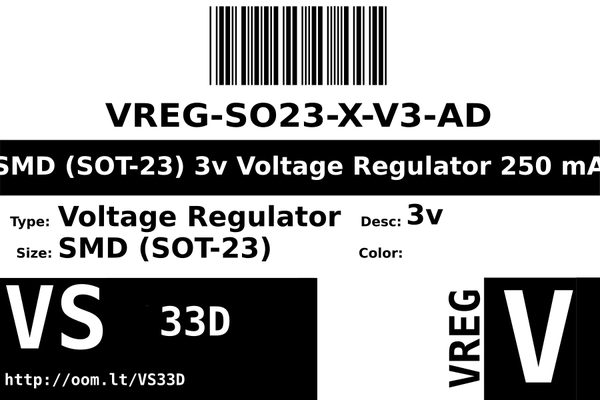 VREG-SO23-X-V3-AD
SMD (SOT-23) 3v Voltage Regulator 250 mA
Type: Voltage Regulator Desc: 3v
Size: SMD (SOT-23) Color:
VS 33D
http://oom.lt/VS33D
VREG V